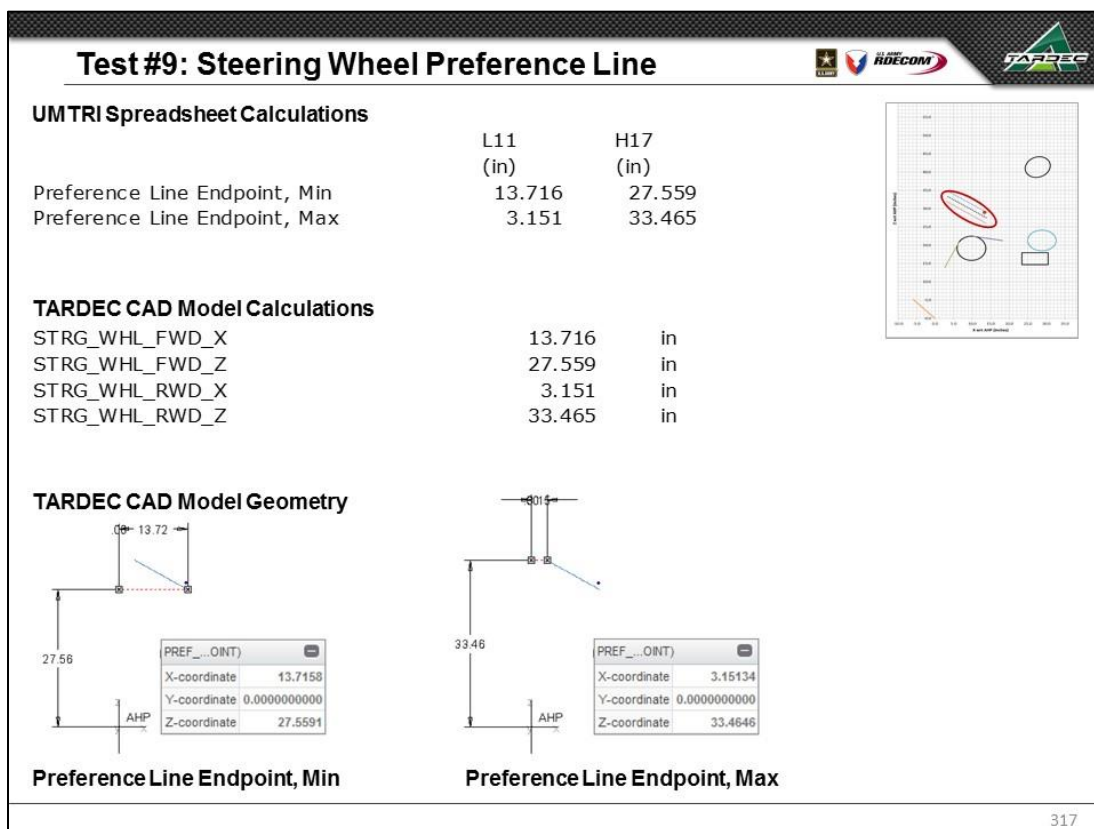 Test #9: Steering Wheel Preference Line
U.S. ARMY
U.S. ARMY
RDECOM
TARDEC
UMTRI Spreadsheet Calculations
L11 H17
(in) (in)
Preference Line Endpoint, Min 13.716 27.559
Preference Line Endpoint, Max 3.151 33.465
TARDEC CAD Model Calculations
STRG_WHL_FWD_X 13.716 in
STRG_WHL_FWD_Z 27.559 in
STRG_WHL_RWD_X 3.151 in
STRG_WHL_RWD_Z 33.465 in
TARDEC CAD Model Geometry
13.72
27.56
AHP
PREF_...OINT)
X-coordinate 13.7158
Y-coordinate 0.0000000000
Z-coordinate 27.5591
33.46
AHP
PREF_...OINT)
X-coordinate 3.15134
Y-coordinate 0.0000000000
Z-coordinate 33.4646
Preference Line Endpoint, Min
Preference Line Endpoint, Max
317